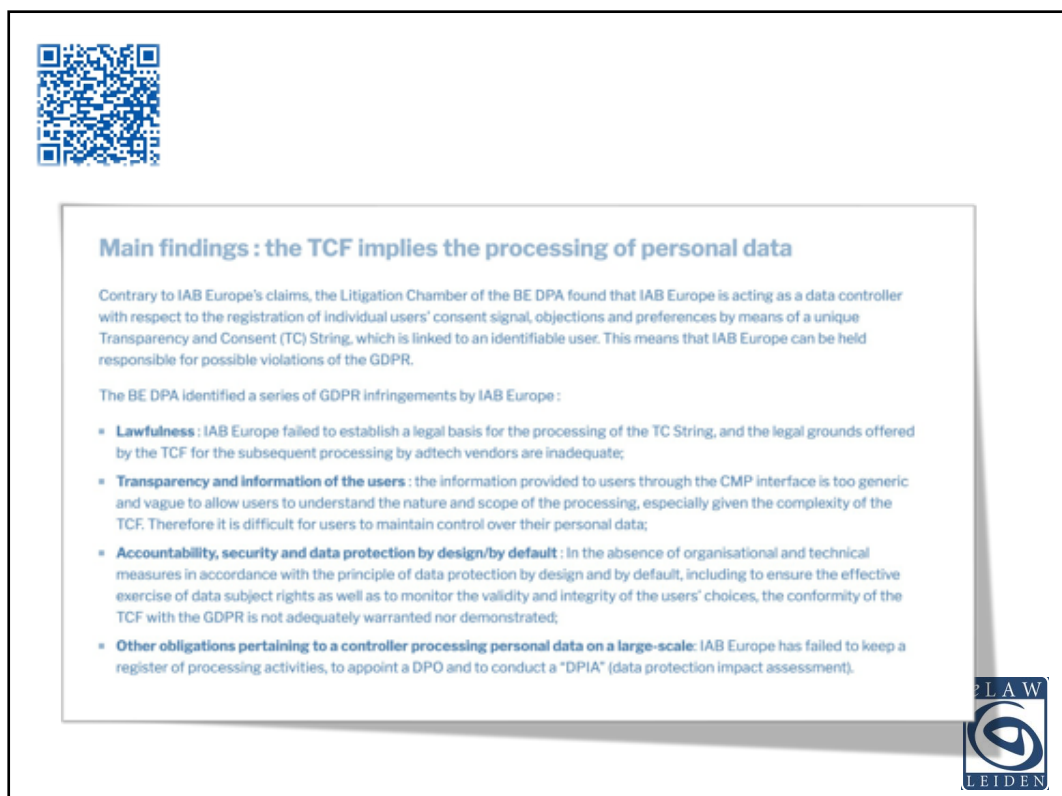 Main findings : the TCF implies the processing of personal data
Contrary to IAB Europe's claims, the Litigation Chamber of the BE DPA found that IAB Europe is acting as a data controller
with respect to the registration of individual users' consent signal, objections and preferences by means of a unique
Transparency and Consent (TC) String, which is linked to an identifiable user. This means that IAB Europe can be held
responsible for possible violations of the GDPR.
The BE DPA identified a series of GDPR infringements by IAB Europe :
▪ Lawfulness : IAB Europe failed to establish a legal basis for the processing of the TC String, and the legal grounds offered
by the TCF for the subsequent processing by adtech vendors are inadequate;
▪ Transparency and information of the users : the information provided to users through the CMP interface is too generic
and vague to allow users to understand the nature and scope of the processing, especially given the complexity of the
TCF. Therefore it is difficult for users to maintain control over their personal data;
▪ Accountability, security and data protection by design/by default : In the absence of organisational and technical
measures in accordance with the principle of data protection by design and by default, including to ensure the effective
exercise of data subject rights as well as to monitor the validity and integrity of the users' choices, the conformity of the
TCF with the GDPR is not adequately warranted nor demonstrated;
▪ Other obligations pertaining to a controller processing personal data on a large-scale: IAB Europe has failed to keep a
register of processing activities, to appoint a DPO and to conduct a "DPIA" (data protection impact assessment).
eLAW
LEIDEN